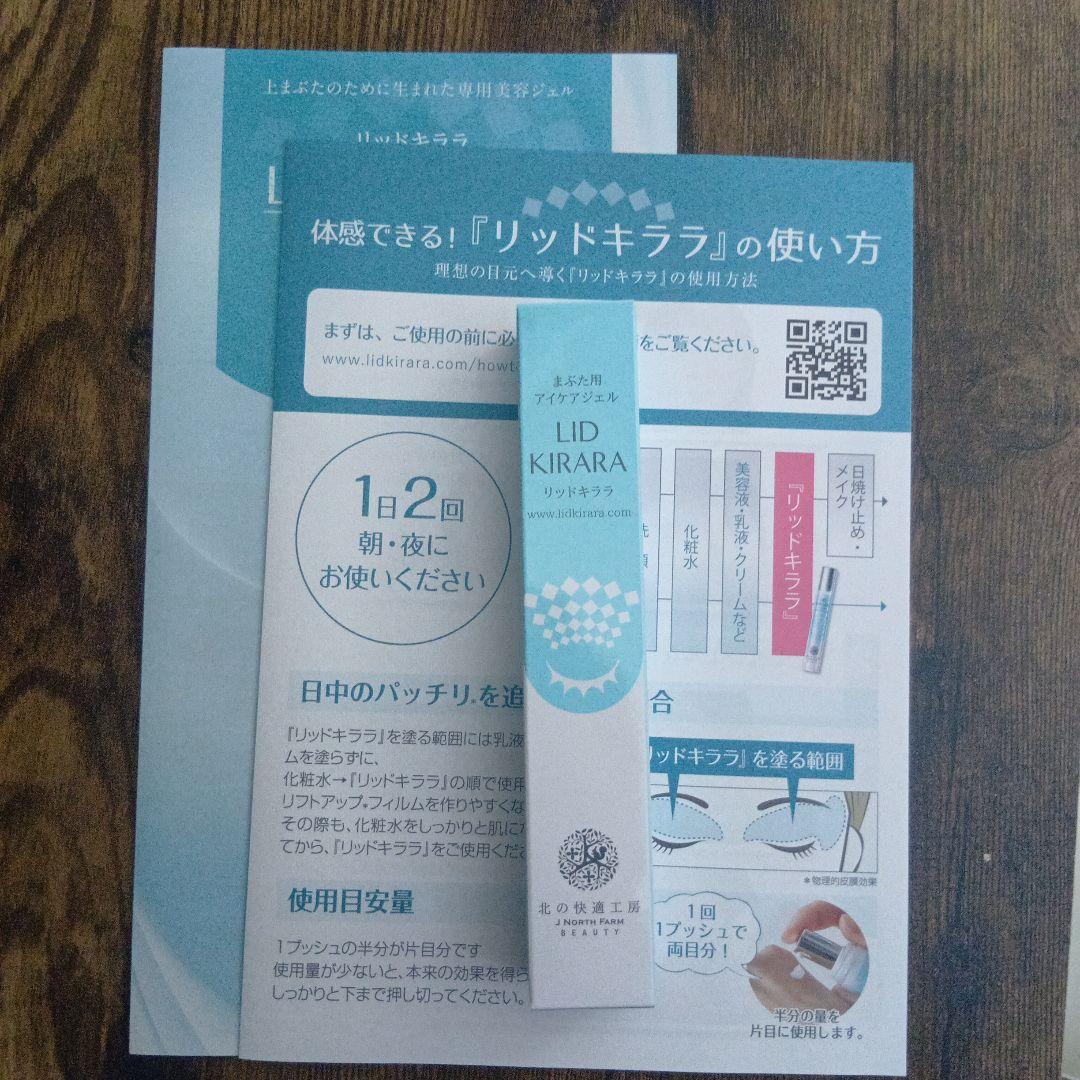 上まぶたのために生まれた専用美容ジェル
リッドキララ
体感できる!『リッドキララ』の使い方
理想の目元へ導く『リッドキララ』の使用方法
まずは、ご使用の前に必
をご覧ください。
www.lidkirara.com/howt
1日2回
朝・夜に
お使いください
化粧水
美容液・乳液・クリームなど
『リッドキララ』
日焼け止め・
メイク
まぶた用
アイケアジェル
LID
KIRARA
リッドキララ
www.lidkirara.com
北の快適工房
J NORTH FARM
BEAUTY
日中のパッチリ*を追
合
『リッドキララ』を塗る範囲には乳液
ムを塗らずに、
化粧水→『リッドキララ』の順で使用
リフトアップ*フィルムを作りやすくな
その際も、化粧水をしっかりと肌に
てから、『リッドキララ』をご使用くだ
リッドキララ』を塗る範囲
*物理的皮膜効果
使用目安量
1プッシュの半分が片目分です
使用量が少ないと、本来の効果を得ら
しっかりと下まで押し切ってください。
1回
1プッシュで
両目分!
半分の量を
片目に使用します。